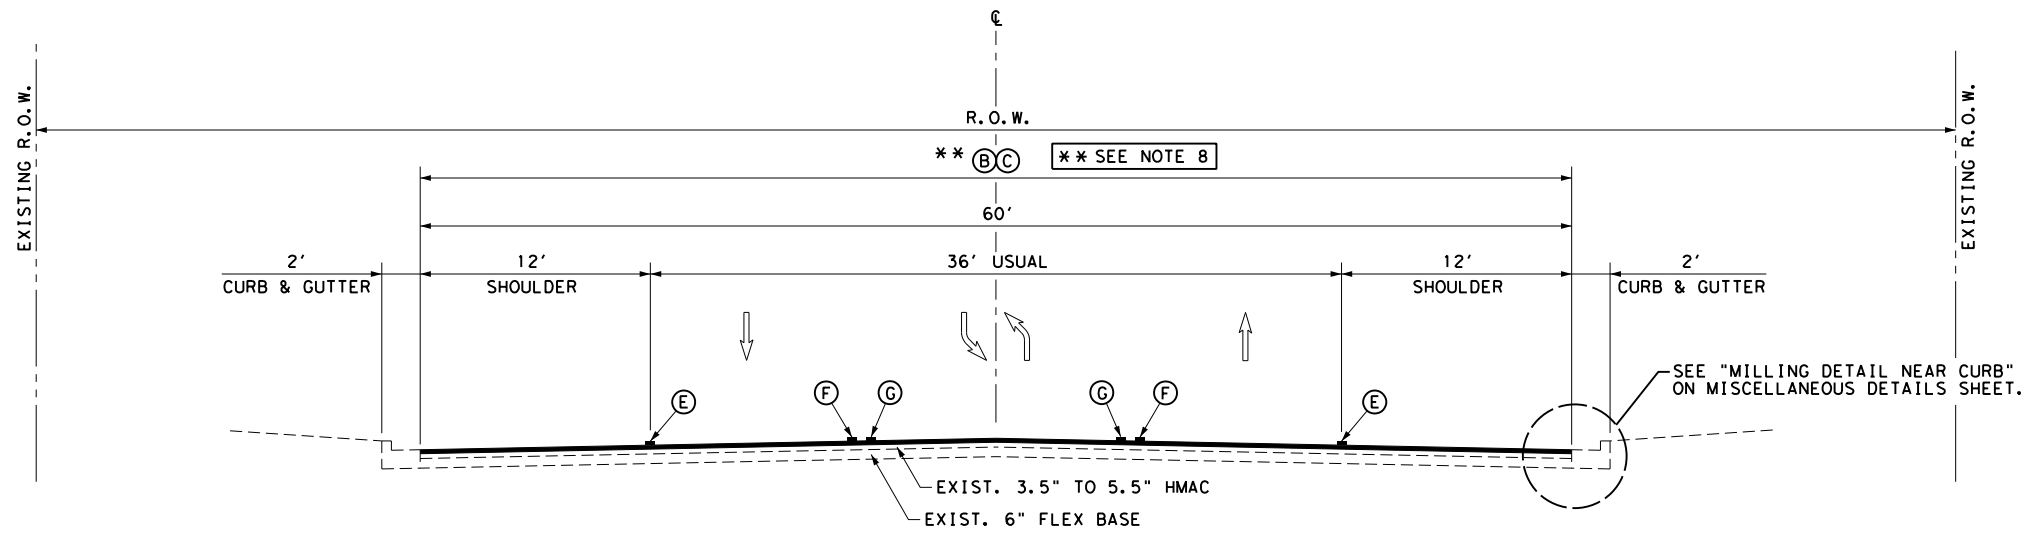 ℄
EXISTING R.O.W.
R.O.W.
EXISTING R.O.W.
** B C ** SEE NOTE 8
60'
2' 12' 36' USUAL 12' 2'
CURB & GUTTER SHOULDER SHOULDER CURB & GUTTER
SEE "MILLING DETAIL NEAR CURB"
ON MISCELLANEOUS DETAILS SHEET.
E F G G F E
EXIST. 3.5" TO 5.5" HMAC
EXIST. 6" FLEX BASE